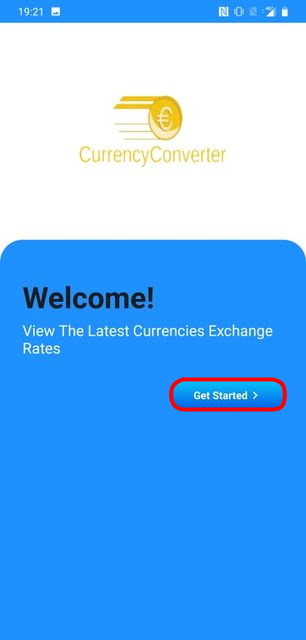 19:21
CurrencyConverter
Welcome!
View The Latest Currencies Exchange
Rates
Get Started >